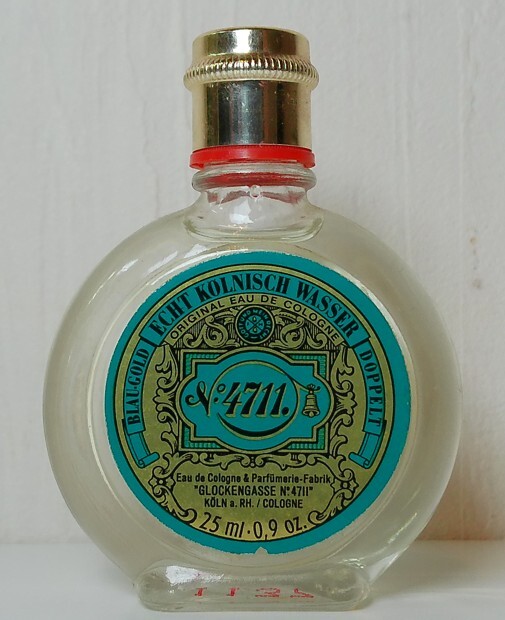 BLAU-GOLD
ECHT KÖLNISCH WASSER
DOPPELT
ORIGINAL EAU DE COLOGNE
No. 4711.
Eau de Cologne & Parfümerie-Fabrik
"GLOCKENGASSE No. 4711"
KÖLN a. RH. / COLOGNE
25 ml · 0,9 oz.